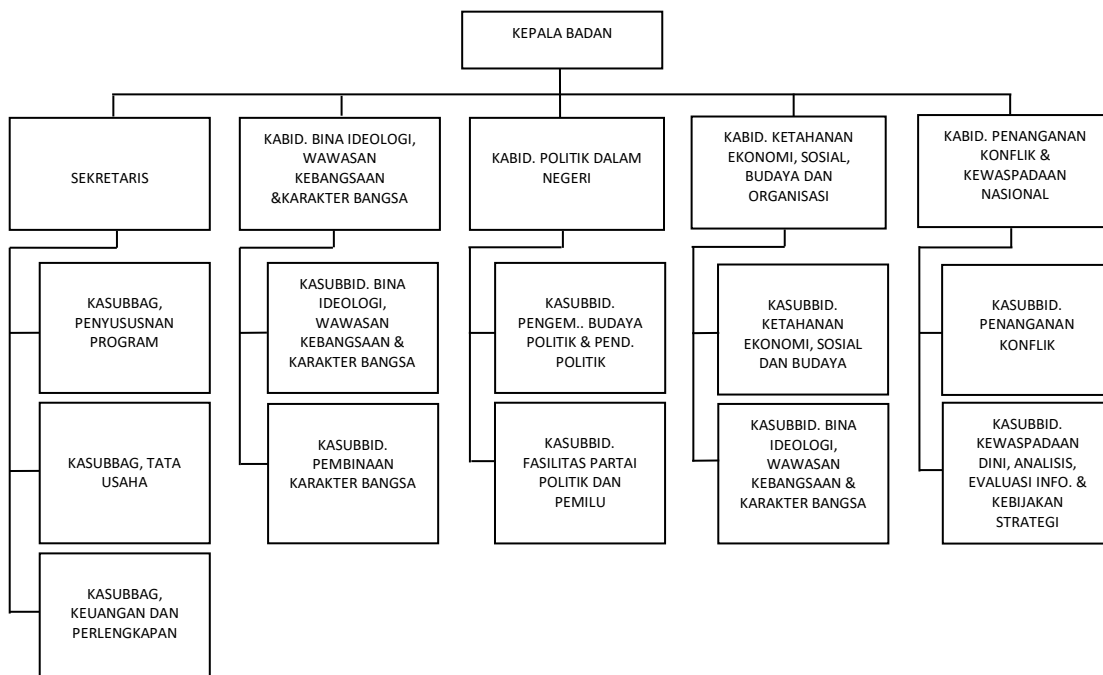 KEPALA BADAN
SEKRETARIS
KABID. BINA IDEOLOGI,
WAWASAN
KEBANGSAAN
&KARAKTER BANGSA
KABID. POLITIK DALAM
NEGERI
KABID. KETAHANAN
EKONOMI, SOSIAL,
BUDAYA DAN
ORGANISASI
KABID. PENANGANAN
KONFLIK &
KEWASPADAAN
NASIONAL
KASUBBAG,
PENYUSUSNAN
PROGRAM
KASUBBID. BINA
IDEOLOGI,
WAWASAN
KEBANGSAAN &
KARAKTER BANGSA
KASUBBID.
PENGEM.. BUDAYA
POLITIK & PEND.
POLITIK
KASUBBID.
KETAHANAN
EKONOMI, SOSIAL
DAN BUDAYA
KASUBBID.
PENANGANAN
KONFLIK
KASUBBAG, TATA
USAHA
KASUBBID.
PEMBINAAN
KARAKTER BANGSA
KASUBBID.
FASILITAS PARTAI
POLITIK DAN
PEMILU
KASUBBID. BINA
IDEOLOGI,
WAWASAN
KEBANGSAAN &
KARAKTER BANGSA
KASUBBID.
KEWASPADAAN
DINI, ANALISIS,
EVALUASI INFO. &
KEBIJAKAN
STRATEGI
KASUBBAG,
KEUANGAN DAN
PERLENGKAPAN